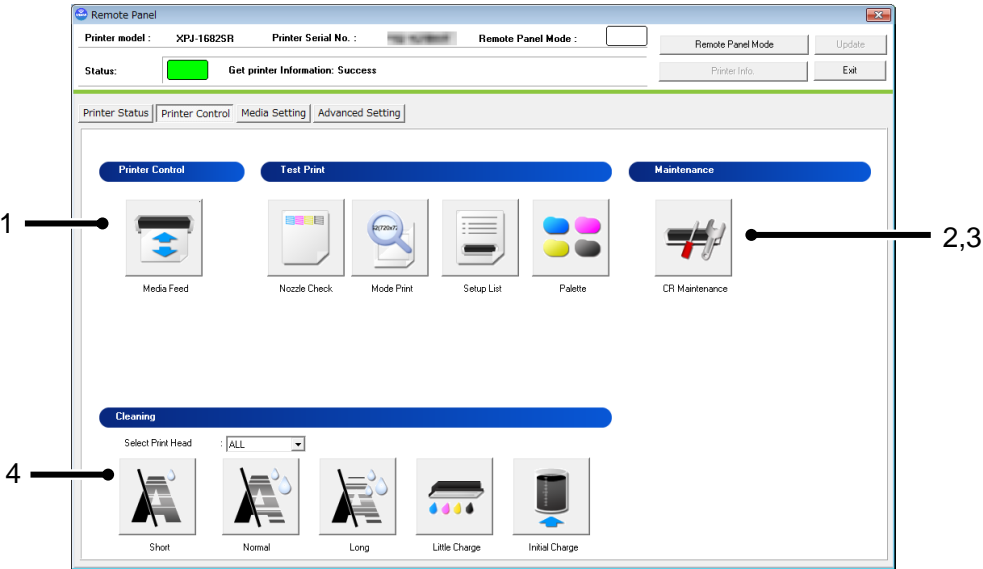 Remote Panel
Printer model : XPJ-1682SR Printer Serial No. : Remote Panel Mode :
Remote Panel Mode Update
Status: Get printer Information: Success
Printer Info. Exit
Printer Status Printer Control Media Setting Advanced Setting
Printer Control Test Print Maintenance
1
2,3
Media Feed Nozzle Check Mode Print Setup List Palette CR Maintenance
Cleaning
Select Print Head : ALL
4
Short Normal Long Little Charge Initial Charge